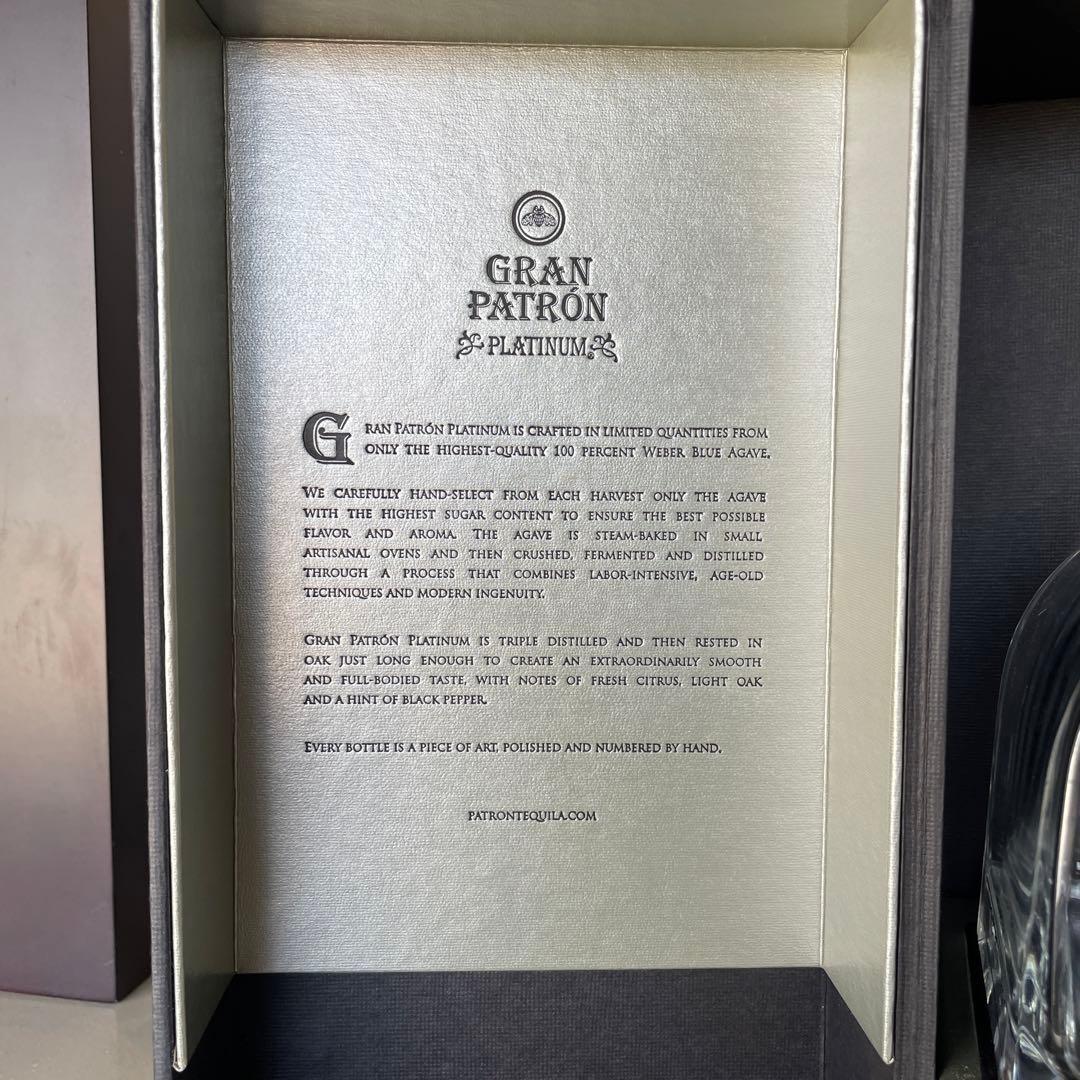 GRAN
PATRÓN
PLATINUM
GRAN PATRÓN PLATINUM IS CRAFTED IN LIMITED QUANTITIES FROM
ONLY THE HIGHEST-QUALITY 100 PERCENT WEBER BLUE AGAVE.
WE CAREFULLY HAND-SELECT FROM EACH HARVEST ONLY THE AGAVE
WITH THE HIGHEST SUGAR CONTENT TO ENSURE THE BEST POSSIBLE
FLAVOR AND AROMA. THE AGAVE IS STEAM-BAKED IN SMALL
ARTISANAL OVENS AND THEN CRUSHED, FERMENTED AND DISTILLED
THROUGH A PROCESS THAT COMBINES LABOR-INTENSIVE, AGE-OLD
TECHNIQUES AND MODERN INGENUITY.
GRAN PATRÓN PLATINUM IS TRIPLE DISTILLED AND THEN RESTED IN
OAK JUST LONG ENOUGH TO CREATE AN EXTRAORDINARILY SMOOTH
AND FULL-BODIED TASTE, WITH NOTES OF FRESH CITRUS, LIGHT OAK
AND A HINT OF BLACK PEPPER.
EVERY BOTTLE IS A PIECE OF ART, POLISHED AND NUMBERED BY HAND.
PATRONTEQUILA.COM